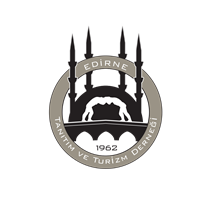 EDİRNE
1962
TANITIM VE TURİZM DERNEĞİ